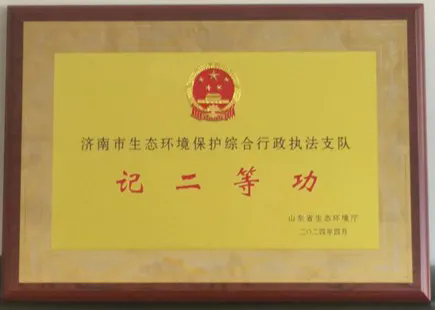 济南市生态环境保护综合行政执法支队
记二等功
山东省生态环境厅
二〇二四年四月